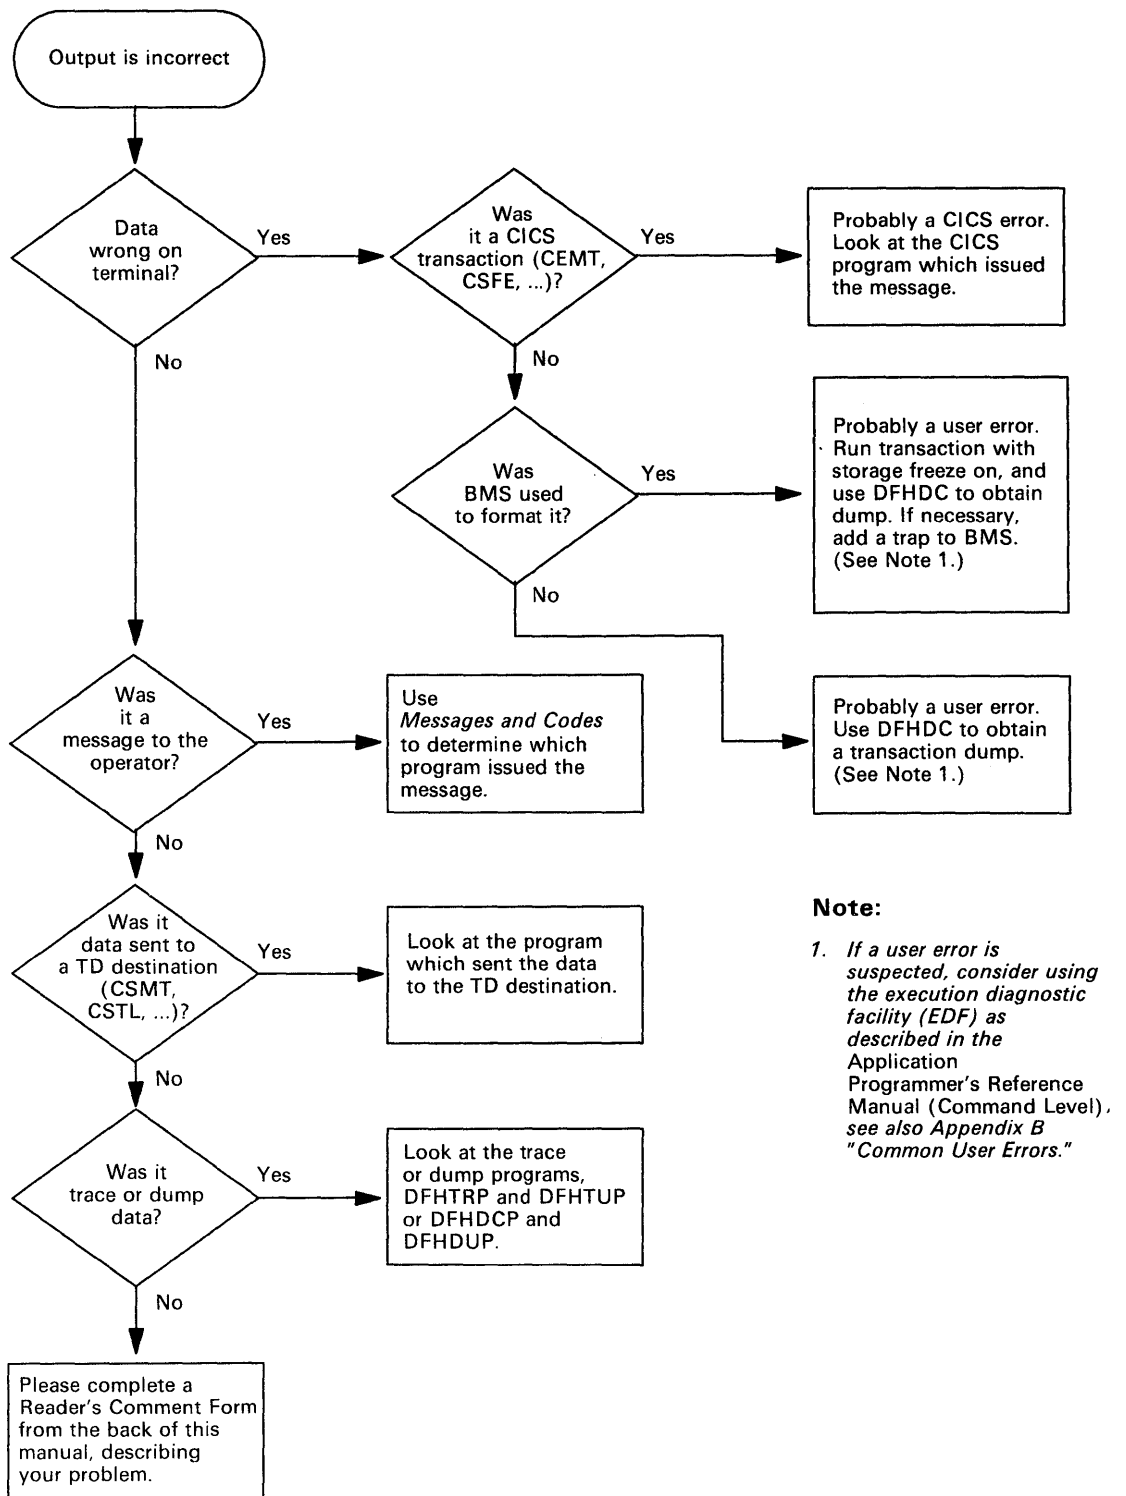 Output is incorrect
Data
wrong on
terminal?
Yes
Was
it a CICS
transaction (CEMT,
CSFE, ...)?
Yes
Probably a CICS error.
Look at the CICS
program which issued
the message.
No
No
Was
BMS used
to format it?
Yes
Probably a user error.
Run transaction with
storage freeze on, and
use DFHDC to obtain
dump. If necessary,
add a trap to BMS.
(See Note 1.)
No
Probably a user error.
Use DFHDC to obtain
a transaction dump.
(See Note 1.)
Was
it a
message to the
operator?
Yes
Use
Messages and Codes
to determine which
program issued the
message.
No
Was it
data sent to
a TD destination
(CSMT,
CSTL, ...)?
Yes
Look at the program
which sent the data
to the TD destination.
No
Was it
trace or dump
data?
Yes
Look at the trace
or dump programs,
DFHTRP and DFHTUP
or DFHDCP and
DFHDUP.
No
Please complete a
Reader's Comment Form
from the back of this
manual, describing
your problem.
Note:
1. If a user error is
suspected, consider using
the execution diagnostic
facility (EDF) as
described in the
Application
Programmer's Reference
Manual (Command Level),
see also Appendix B
"Common User Errors."